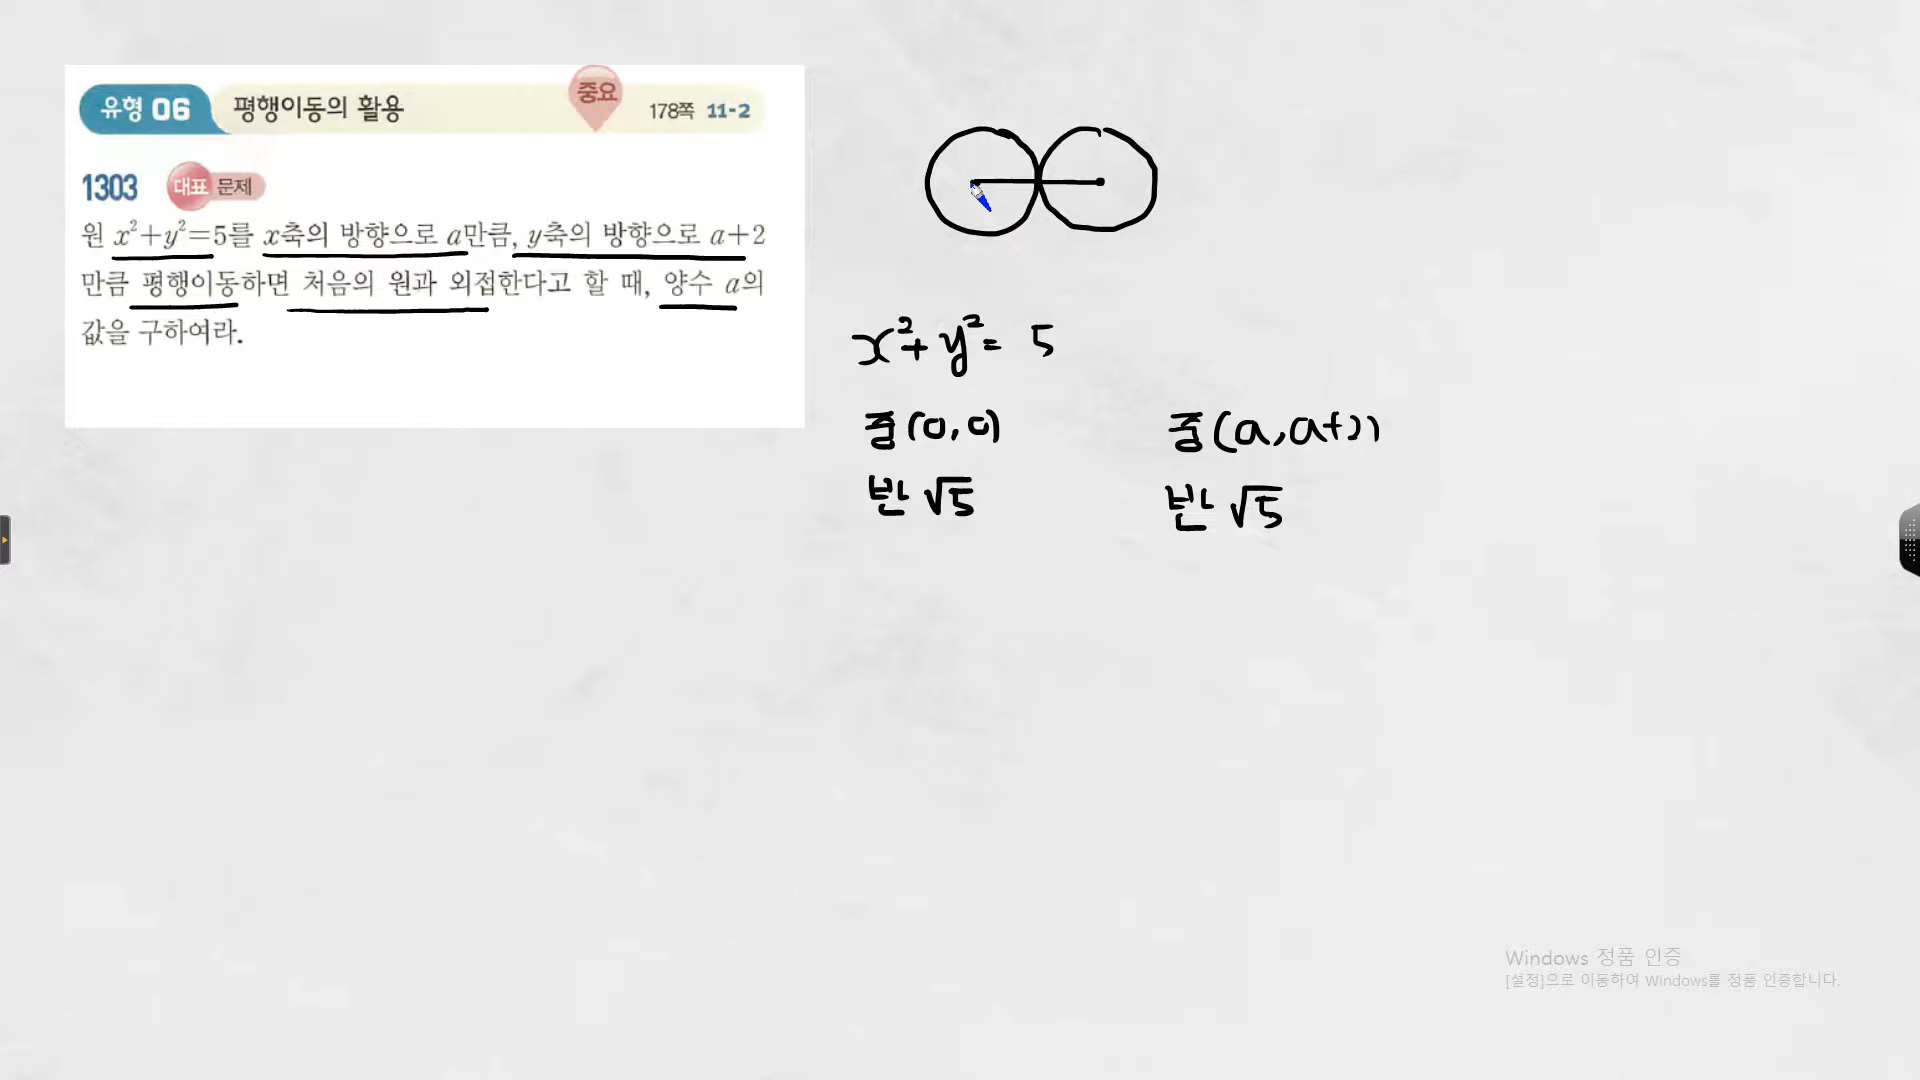 유형 06 평행이동의 활용 중요 178쪽 11-2
1303 대표 문제
원 x²+y²=5를 x축의 방향으로 a만큼, y축의 방향으로 a+2
만큼 평행이동하면 처음의 원과 외접한다고 할 때, 양수 a의
값을 구하여라.
x²+y²= 5
중(0,0) 중(a,a+2)
반 √5 반 √5
Windows 정품 인증
[설정]으로 이동하여 Windows를 정품 인증합니다.